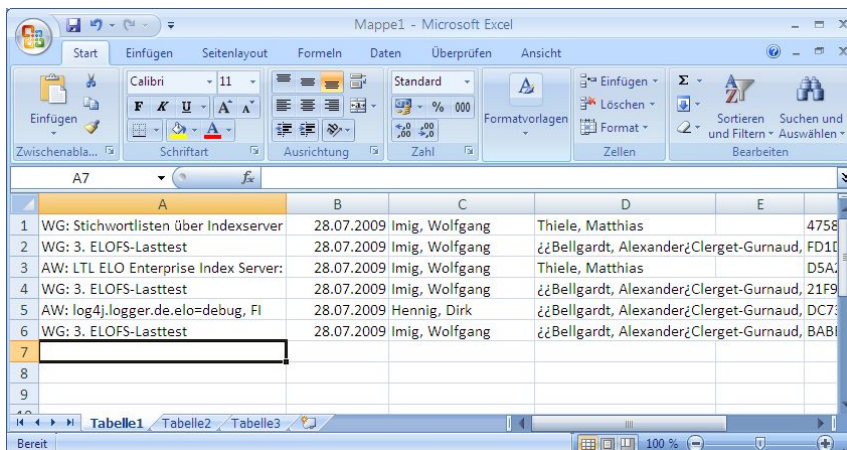 Mappe1 - Microsoft Excel
Start Einfügen Seitenlayout Formeln Daten Überprüfen Ansicht
Einfügen
Zwischenabla...
Calibri 11
F K U A A
A
Schriftart
Ausrichtung
Standard
% 000
Zahl
Formatvorlagen
Einfügen
Löschen
Format
Zellen
Σ
Sortieren und Filtern
Suchen und Auswählen
Bearbeiten
A7 fx
A B C D E
1 WG: Stichwortlisten über Indexserver 28.07.2009 Imig, Wolfgang Thiele, Matthias 4758
2 WG: 3. ELOFS-Lasttest 28.07.2009 Imig, Wolfgang ¿¿Bellgardt, Alexander¿Clerget-Gurnaud,
3 AW: LTL ELO Enterprise Index Server: 28.07.2009 Imig, Wolfgang Thiele, Matthias
4 WG: 3. ELOFS-Lasttest 28.07.2009 Imig, Wolfgang ¿¿Bellgardt, Alexander¿Clerget-Gurnaud, 21F9
5 AW: log4j.logger.de.elo=debug, FI 28.07.2009 Hennig, Dirk ¿¿Bellgardt, Alexander¿Clerget-Gurnaud,
6 WG: 3. ELOFS-Lasttest 28.07.2009 Imig, Wolfgang ¿¿Bellgardt, Alexander¿Clerget-Gurnaud,
7
8
9
Tabelle1 Tabelle2 Tabelle3
Bereit 100 %